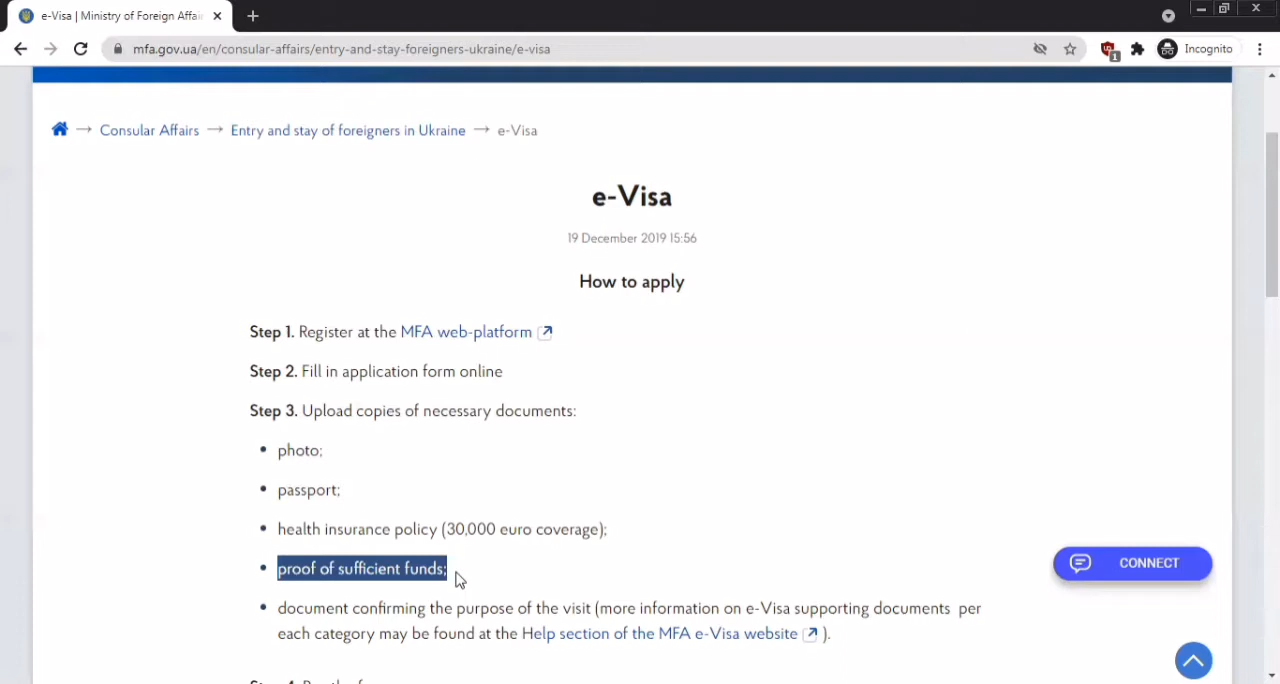 e-Visa | Ministry of Foreign Affai
mfa.gov.ua/en/consular-affairs/entry-and-stay-foreigners-ukraine/e-visa
1
Incognito
Consular Affairs → Entry and stay of foreigners in Ukraine → e-Visa
e-Visa
19 December 2019 15:56
How to apply
Step 1. Register at the MFA web-platform
Step 2. Fill in application form online
Step 3. Upload copies of necessary documents:
• photo;
• passport;
• health insurance policy (30,000 euro coverage);
• proof of sufficient funds;
CONNECT
• document confirming the purpose of the visit (more information on e-Visa supporting documents per
each category may be found at the Help section of the MFA e-Visa website ).